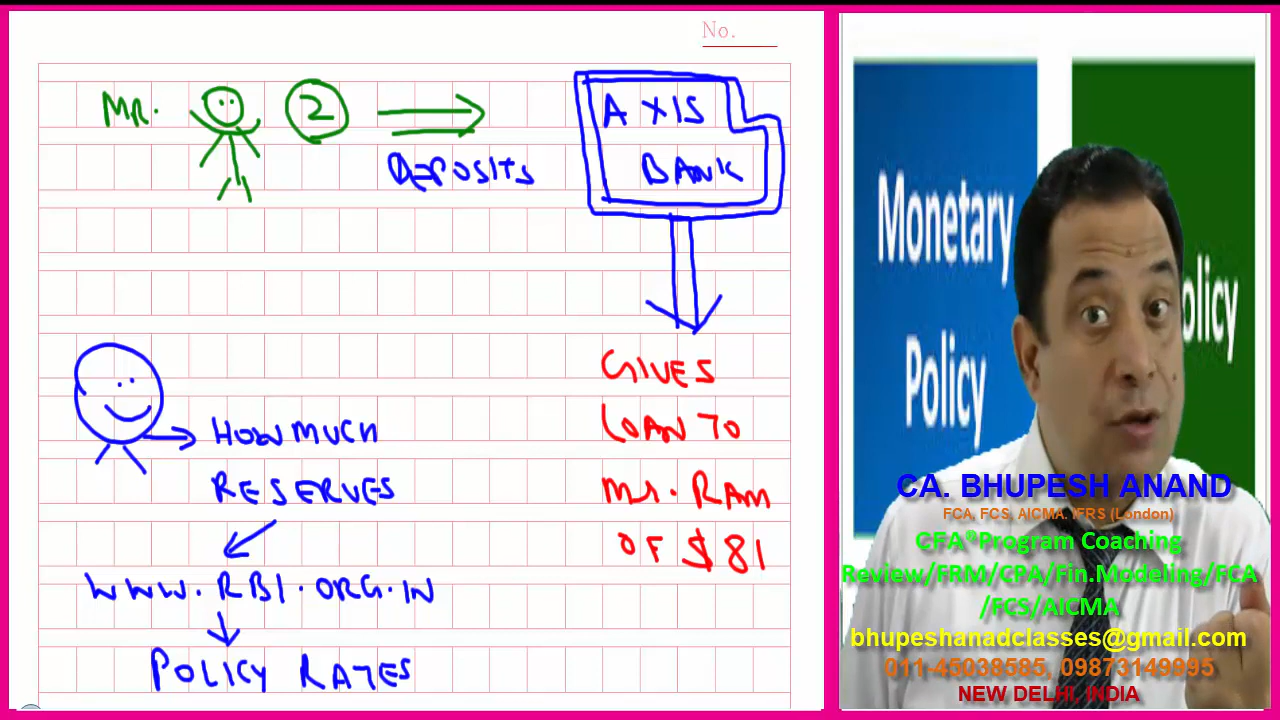 No.
MR. 2
DEPOSITS
AXIS
BANK
GIVES
LOAN TO
Mr. RAM
OF $81
HOW MUCH
RESERVES
WWW.RBI.ORG.IN
POLICY RATES
Monetary
Policy
olicy
CA. BHUPESH ANAND
FCA, FCS, AICMA. IFRS (London)
CFA®Program Coaching
Review/FRM/CPA/Fin.Modeling/FCA
/FCS/AICMA
bhupeshanadclasses@gmail.com
011-45038585, 09873149995
NEW DELHI, INDIA